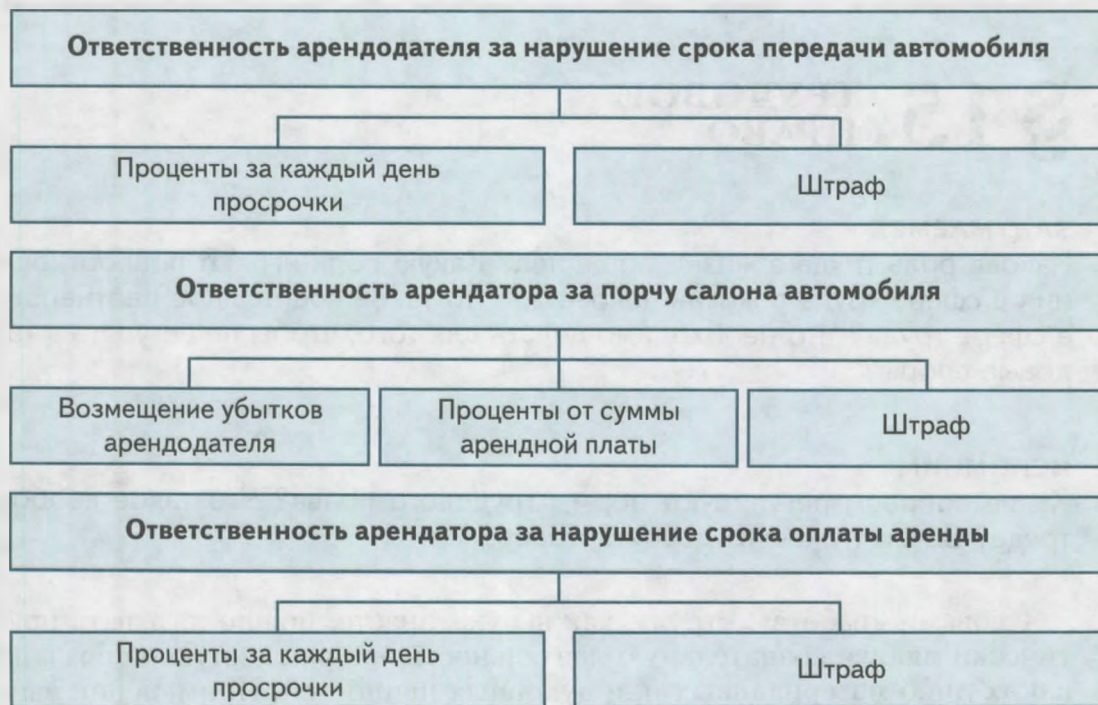 Ответственность арендодателя за нарушение срока передачи автомобиля
Проценты за каждый день
просрочки
Штраф
Ответственность арендатора за порчу салона автомобиля
Возмещение убытков
арендодателя
Проценты от суммы
арендной платы
Штраф
Ответственность арендатора за нарушение срока оплаты аренды
Проценты за каждый день
просрочки
Штраф